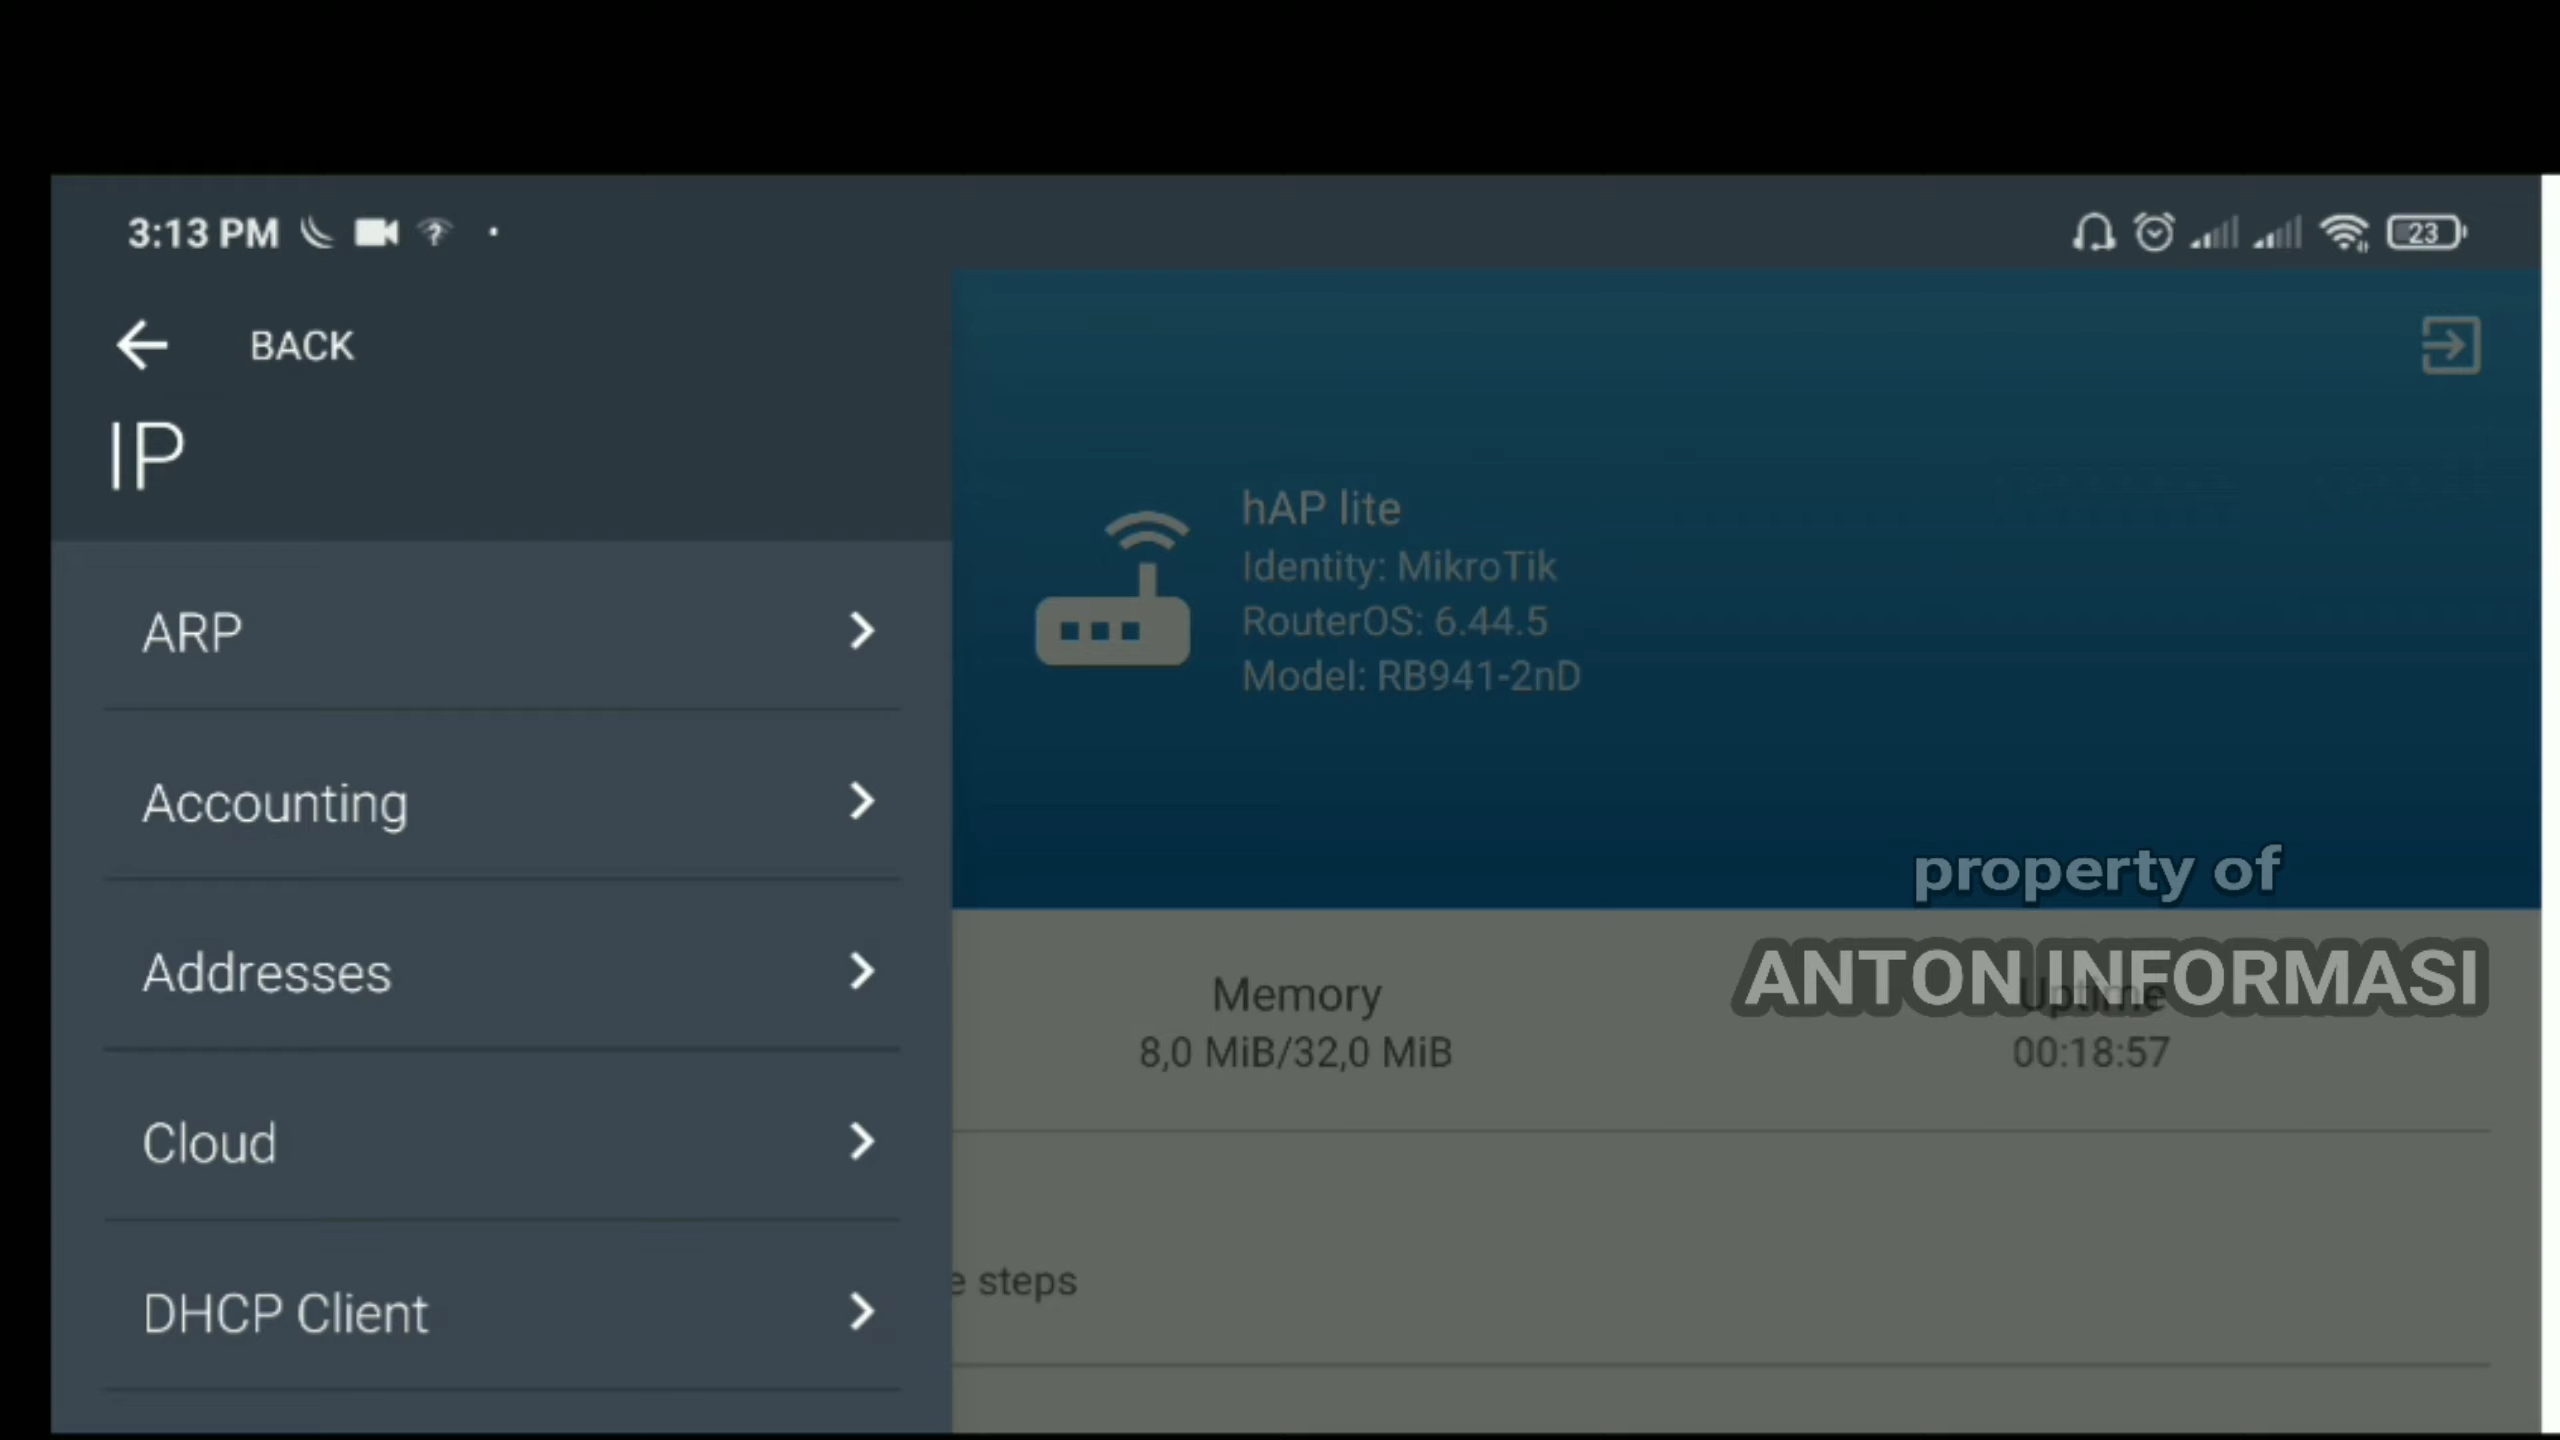 3:13 PM
23
BACK
IP
ARP
Accounting
Addresses
Cloud
DHCP Client
hAP lite
Identity: MikroTik
RouterOS: 6.44.5
Model: RB941-2nD
property of
ANTON INFORMASI
Memory
Uptime
8,0 MiB/32,0 MiB
00:18:57
e steps